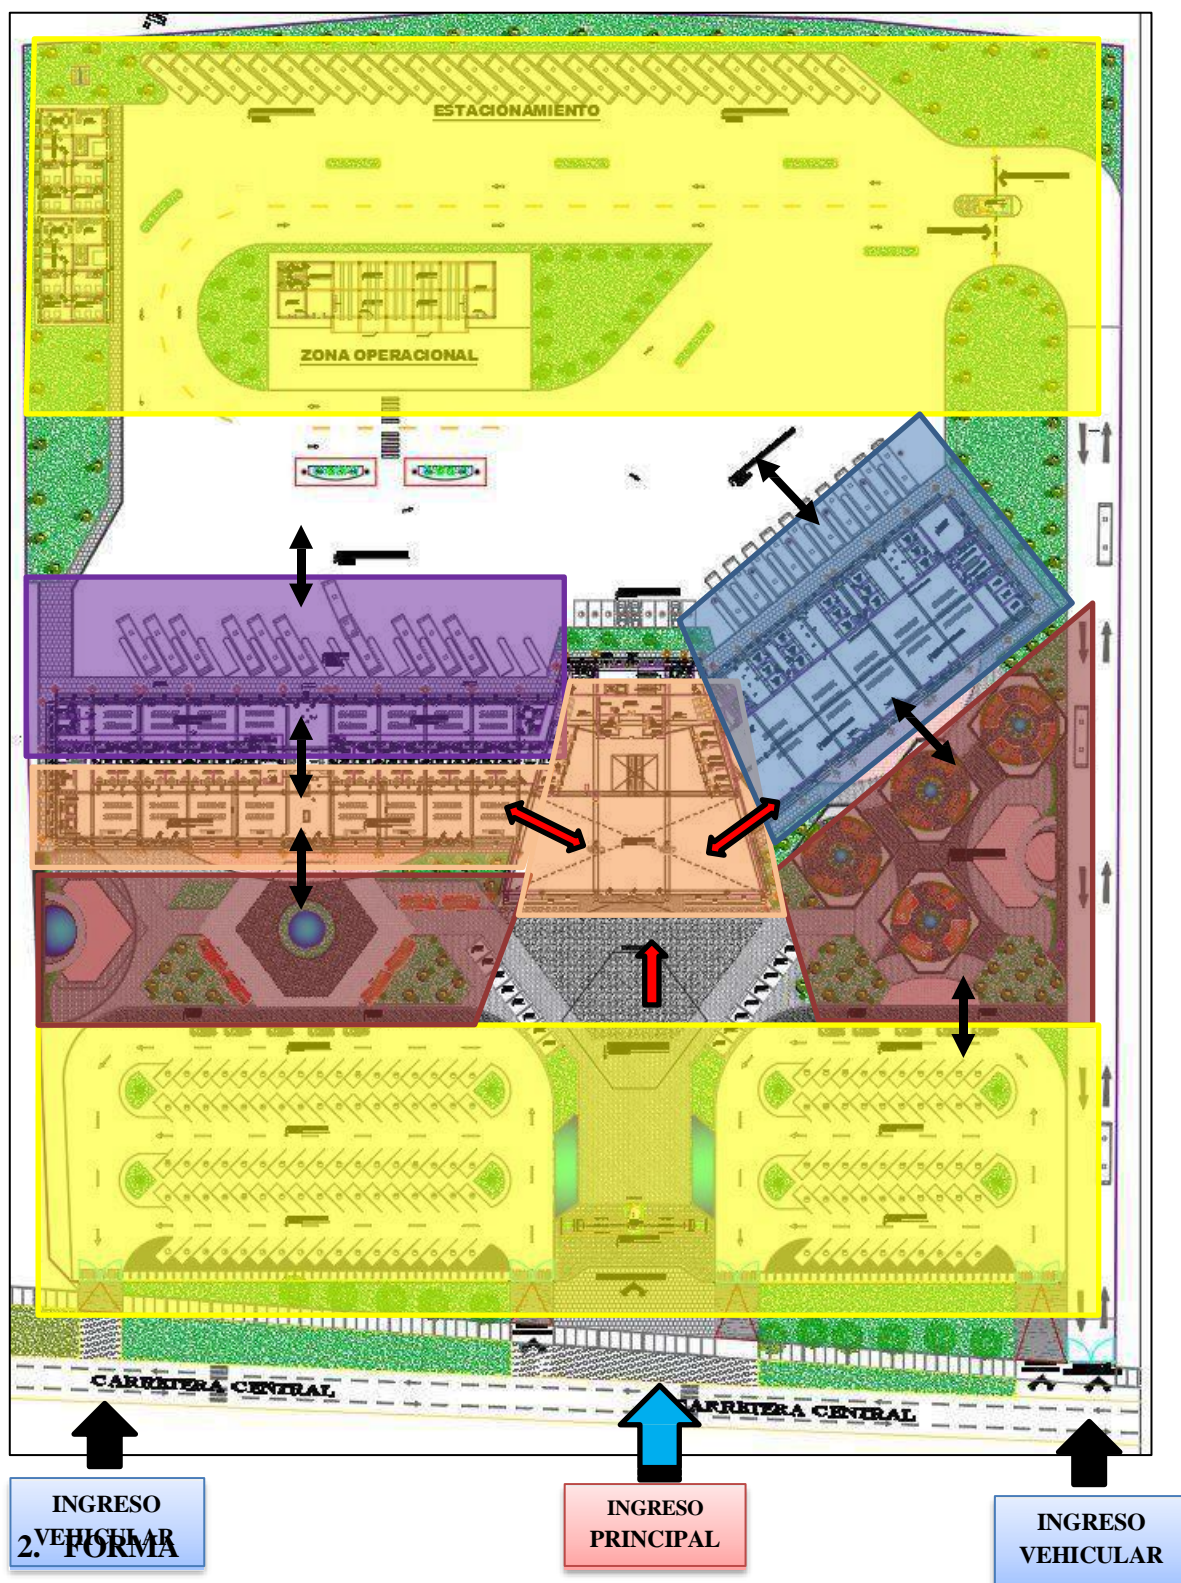 ESTACIONAMIENTO
ZONA OPERACIONAL
CARRETERA CENTRAL
CARRETERA CENTRAL
INGRESO
VEHICULAR
INGRESO
PRINCIPAL
INGRESO
VEHICULAR
2. FORMA